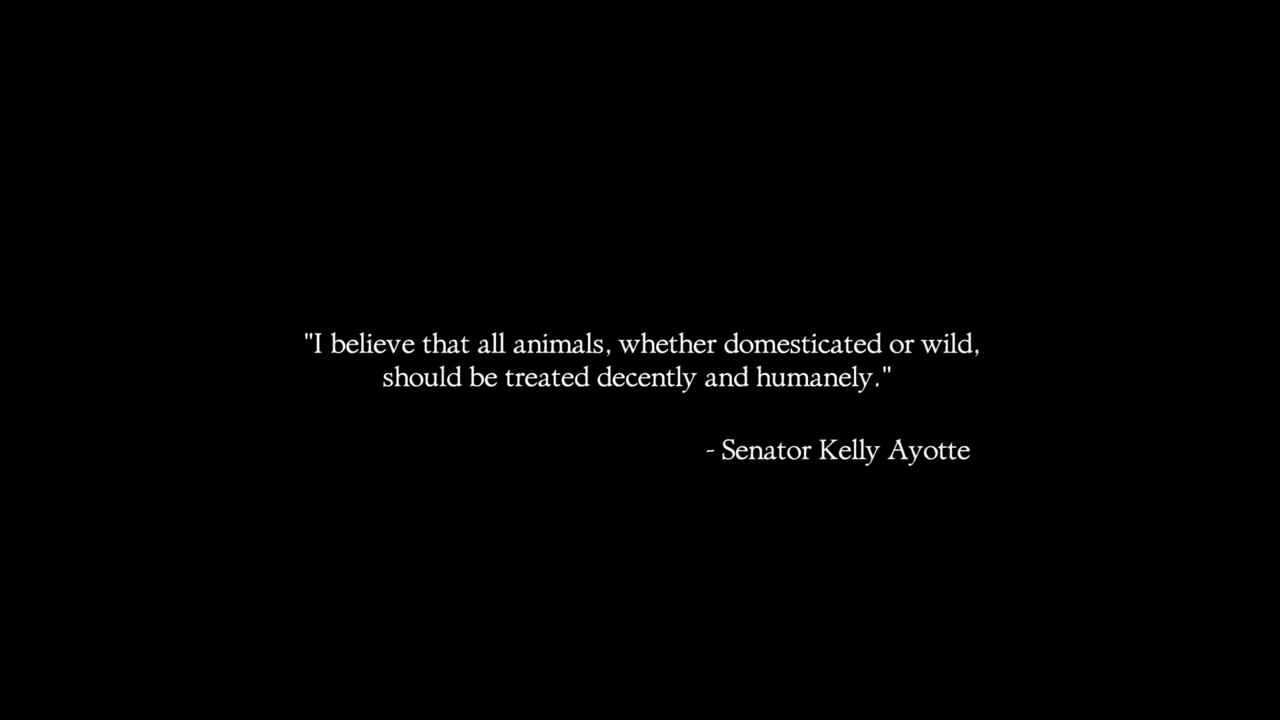 "I believe that all animals, whether domesticated or wild,
should be treated decently and humanely."
- Senator Kelly Ayotte